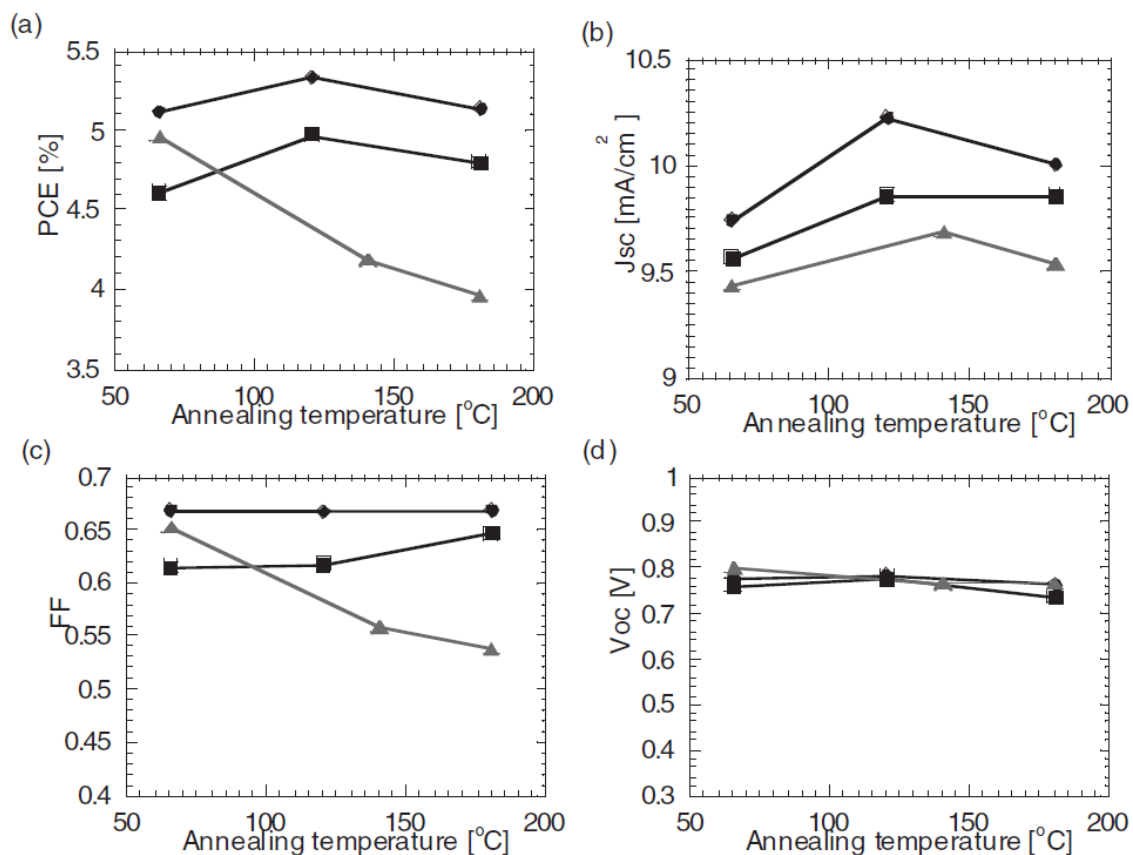 (a)
5.5
5
4.5
4
3.5
PCE [%]
50 100 150 200
Annealing temperature [°C]
(b)
10.5
10
9.5
9
Jsc [mA/cm²]
50 100 150 200
Annealing temperature [°C]
(c)
0.7
0.65
0.6
0.55
0.5
0.45
0.4
FF
50 100 150 200
Annealing temperature [°C]
(d)
1
0.9
0.8
0.7
0.6
0.5
0.4
0.3
Voc [V]
50 100 150 200
Annealing temperature [°C]